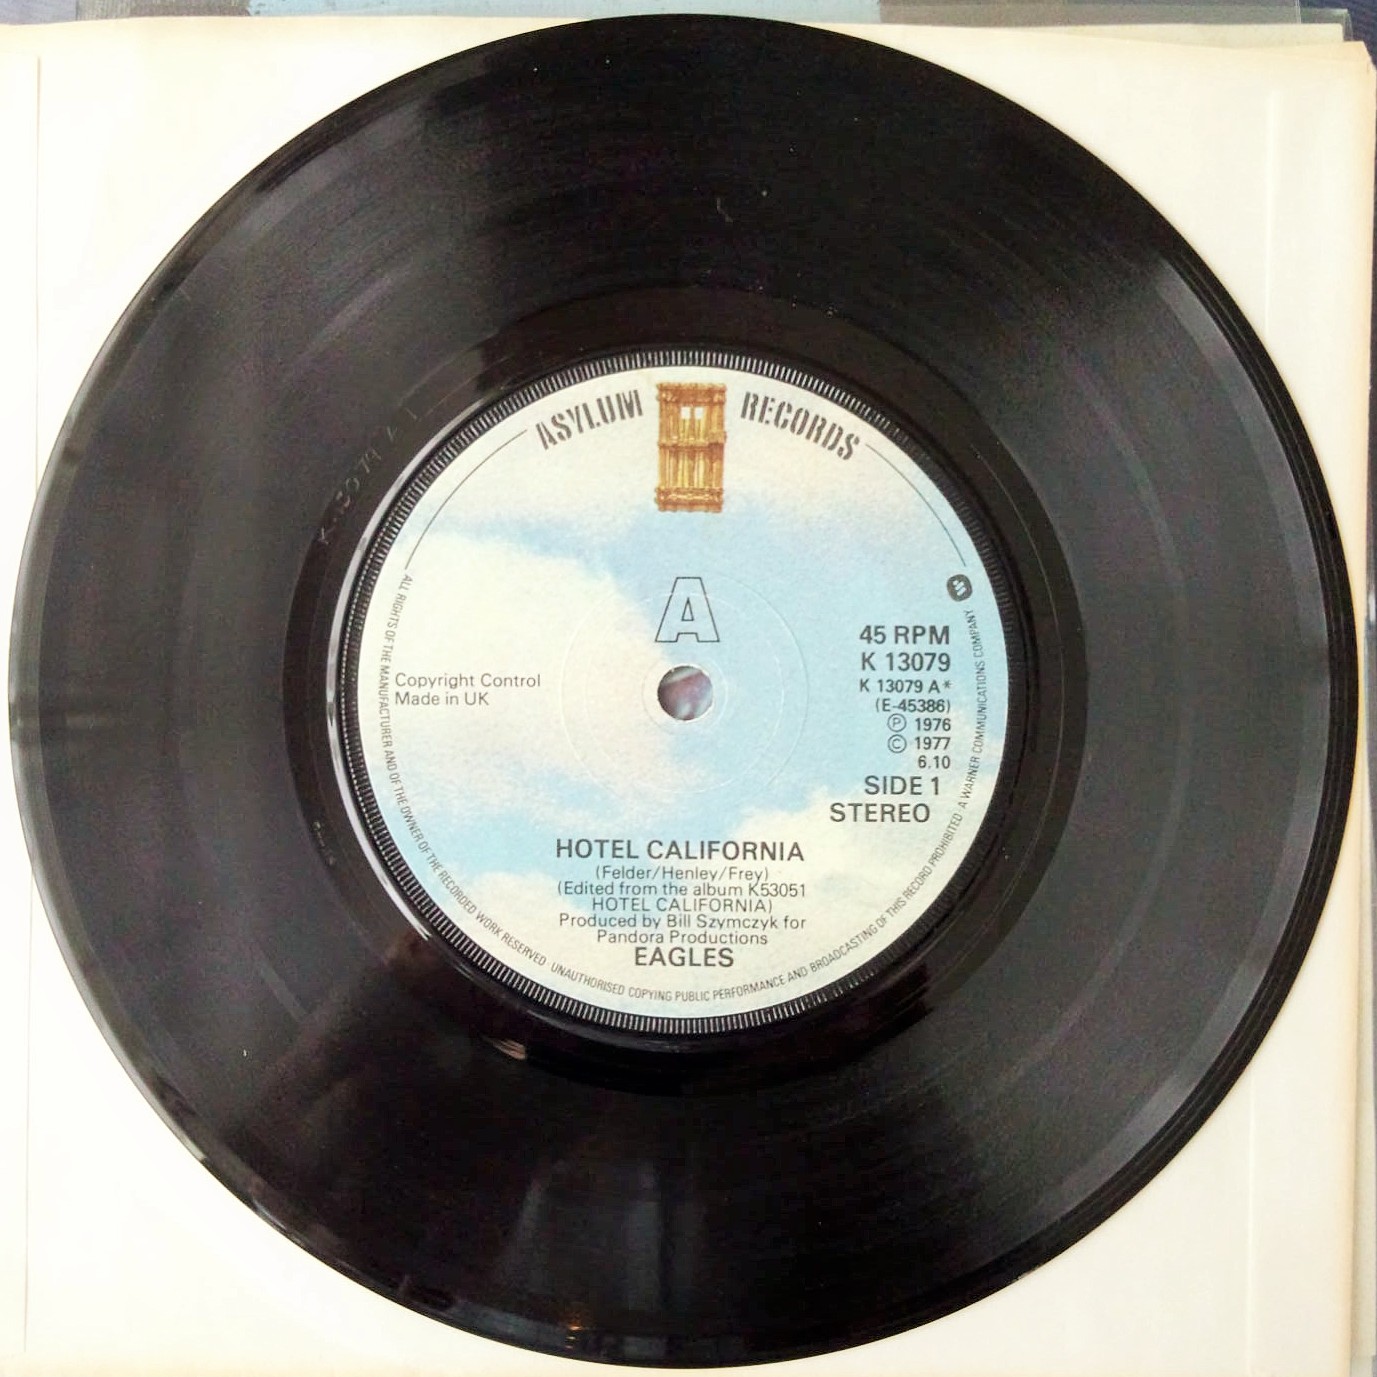 ASYLUM RECORDS
A
45 RPM
K 13079
K 13079 A*
(E-45386)
Ⓟ 1976
© 1977
6.10
SIDE 1
STEREO
Copyright Control
Made in UK
HOTEL CALIFORNIA
(Felder/Henley/Frey)
(Edited from the album K53051
HOTEL CALIFORNIA)
Produced by Bill Szymczyk for
Pandora Productions
EAGLES
ALL RIGHTS OF THE MANUFACTURER AND OF THE OWNER OF THE RECORDED WORK RESERVED UNAUTHORISED COPYING PUBLIC PERFORMANCE AND BROADCASTING OF THIS RECORD PROHIBITED · A WARNER COMMUNICATIONS COMPANY